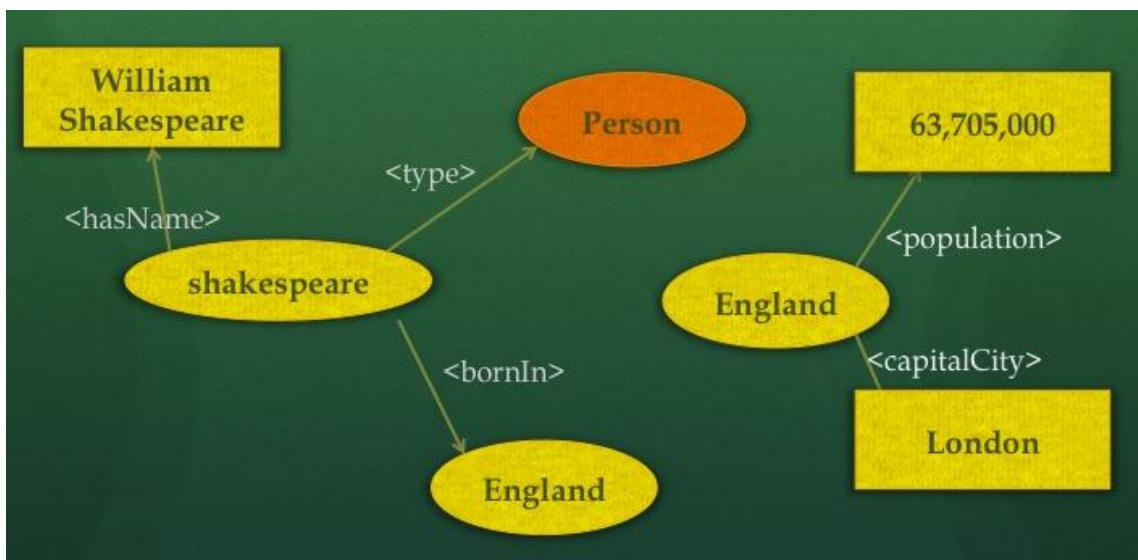 William
Shakespeare
Person
63,705,000
<type>
<hasName>
<population>
shakespeare
England
<bornIn>
<capitalCity>
London
England